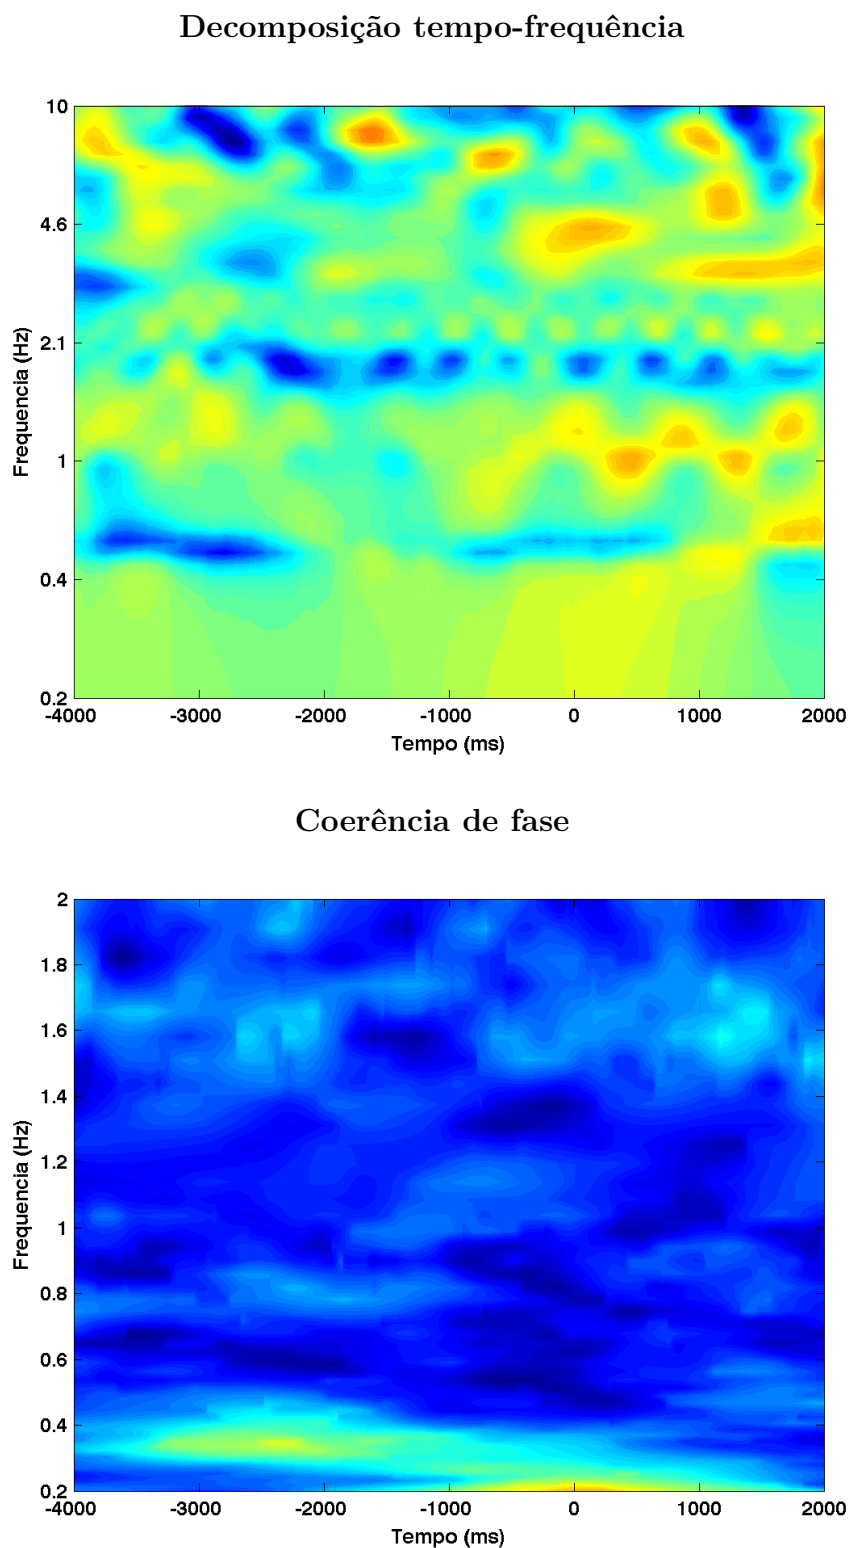 Decomposição tempo-frequência
10
4.6
2.1
1
0.4
0.2
Frequencia (Hz)
-4000 -3000 -2000 -1000 0 1000 2000
Tempo (ms)
Coerência de fase
2
1.8
1.6
1.4
1.2
1
0.8
0.6
0.4
0.2
Frequencia (Hz)
-4000 -3000 -2000 -1000 0 1000 2000
Tempo (ms)